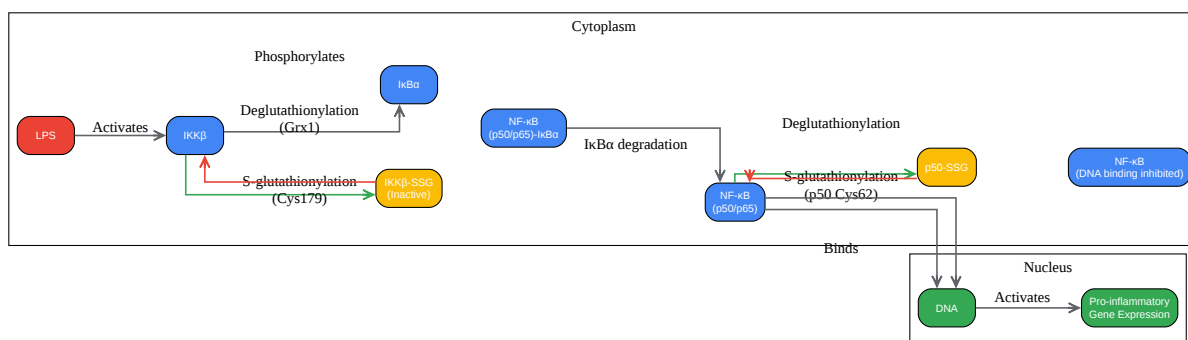 Cytoplasm
Phosphorylates
IκBα
Deglutathionylation
(Grx1)
LPS
Activates
IKKβ
NF-κB
(p50/p65)-IκBα
IκBα degradation
Deglutathionylation
S-glutathionylation
(Cys179)
IKKβ-SSG
(Inactive)
NF-κB
(p50/p65)
S-glutathionylation
(p50 Cys62)
p50-SSG
NF-κB
(DNA binding inhibited)
Binds
Nucleus
DNA
Activates
Pro-inflammatory
Gene Expression